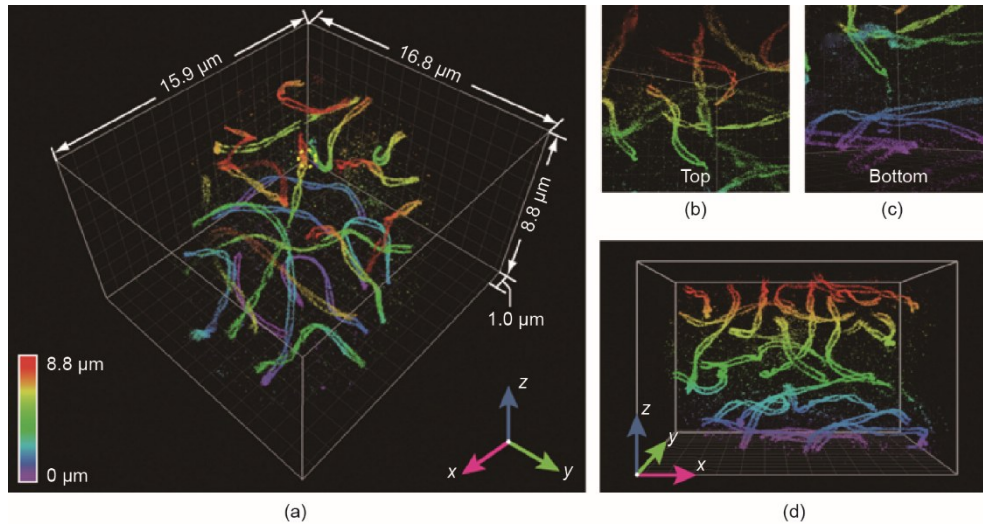 15.9 μm
16.8 μm
8.8 μm
1.0 μm
8.8 μm
0 μm
z
x
y
(a)
Top
(b)
Bottom
(c)
z
y
x
(d)